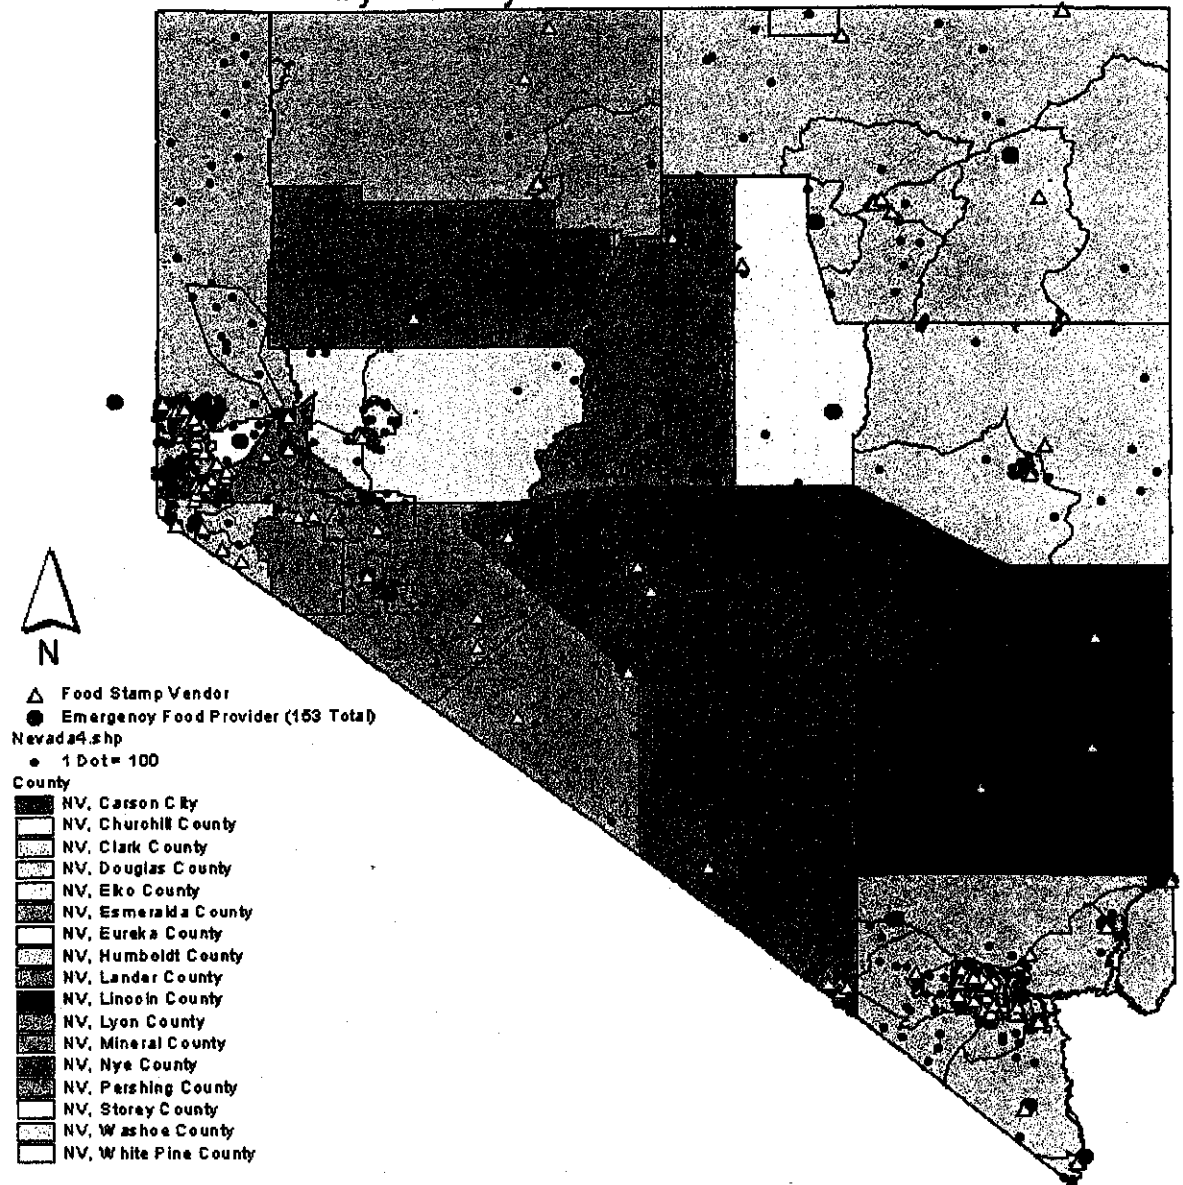 N
Food Stamp Vendor
Emergency Food Provider (153 Total)
Nevada4.shp
1 Dot = 100
County
NV, Carson City
NV, Churchill County
NV, Clark County
NV, Douglas County
NV, Elko County
NV, Esmeralda County
NV, Eureka County
NV, Humboldt County
NV, Lander County
NV, Lincoln County
NV, Lyon County
NV, Mineral County
NV, Nye County
NV, Pershing County
NV, Storey County
NV, Washoe County
NV, White Pine County